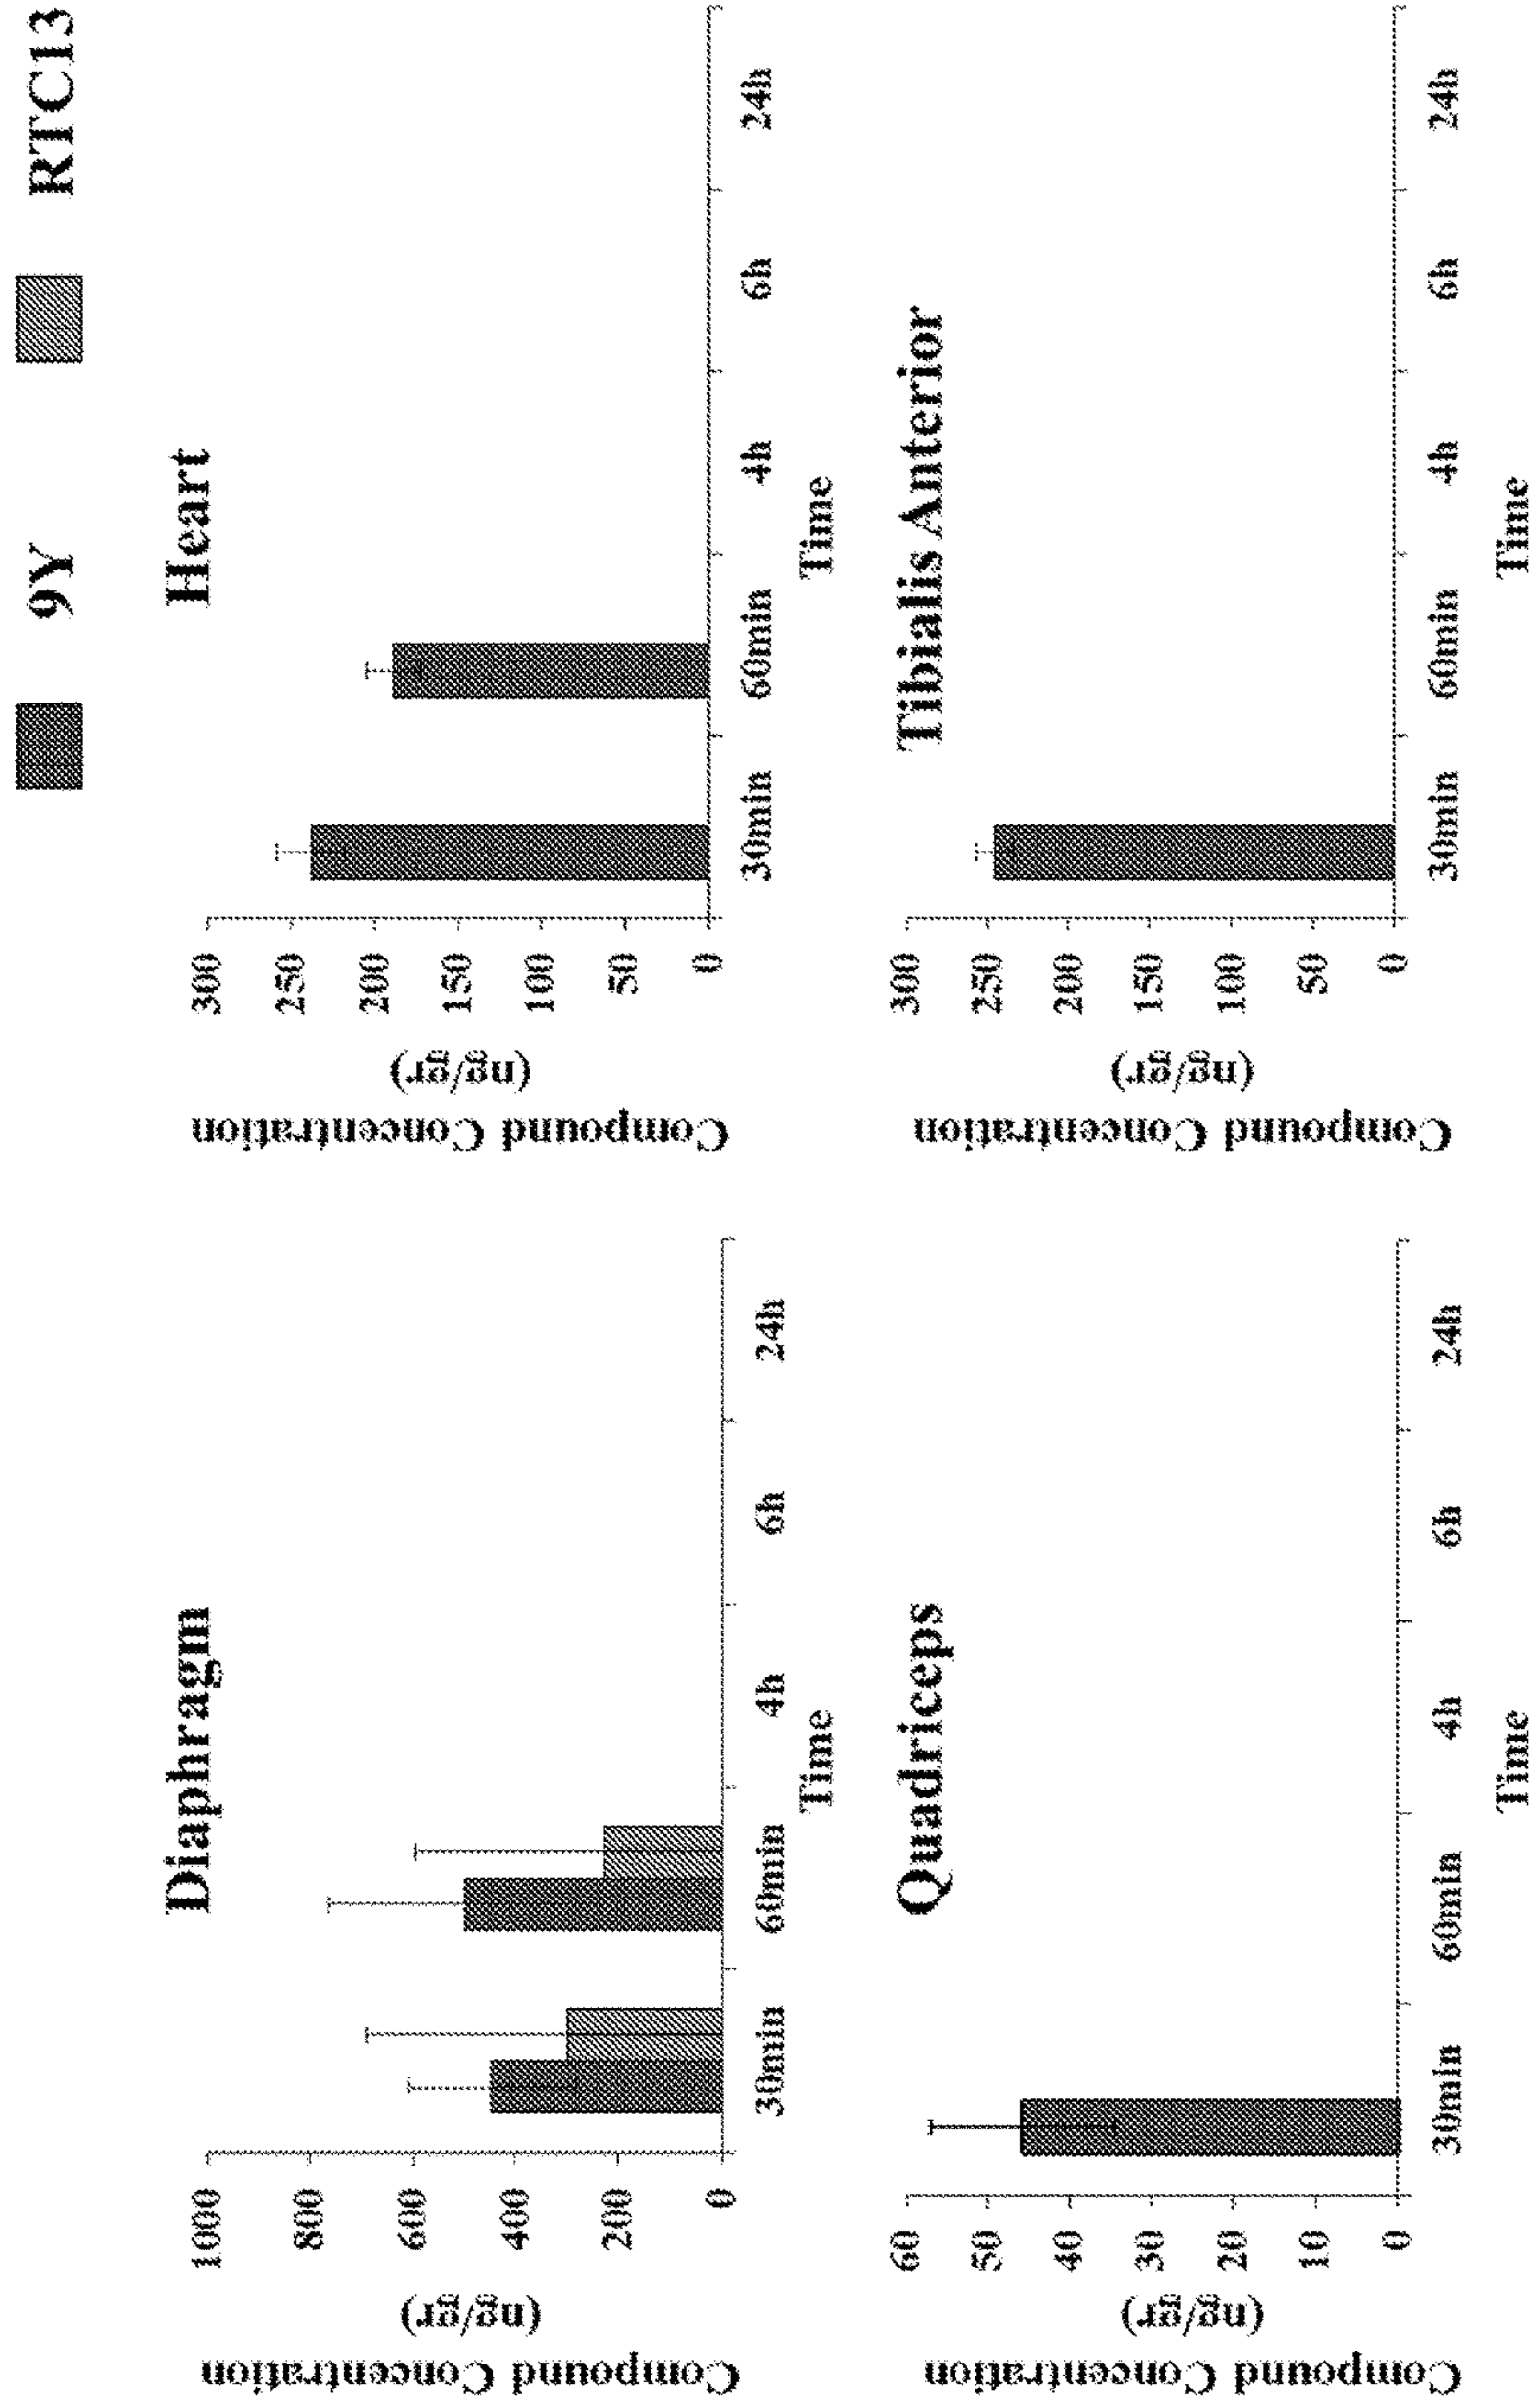 9Y
RTC13
Diaphragm
Compound Concentration
(ng/gr)
1000
800
600
400
200
0
30min 60min 4h 6h 24h
Time
Heart
Compound Concentration
(ng/gr)
300
250
200
150
100
50
0
30min 60min 4h 6h 24h
Time
Quadriceps
Compound Concentration
(ng/gr)
60
50
40
30
20
10
0
30min 60min 4h 6h 24h
Time
Tibialis Anterior
Compound Concentration
(ng/gr)
300
250
200
150
100
50
0
30min 60min 4h 6h 24h
Time